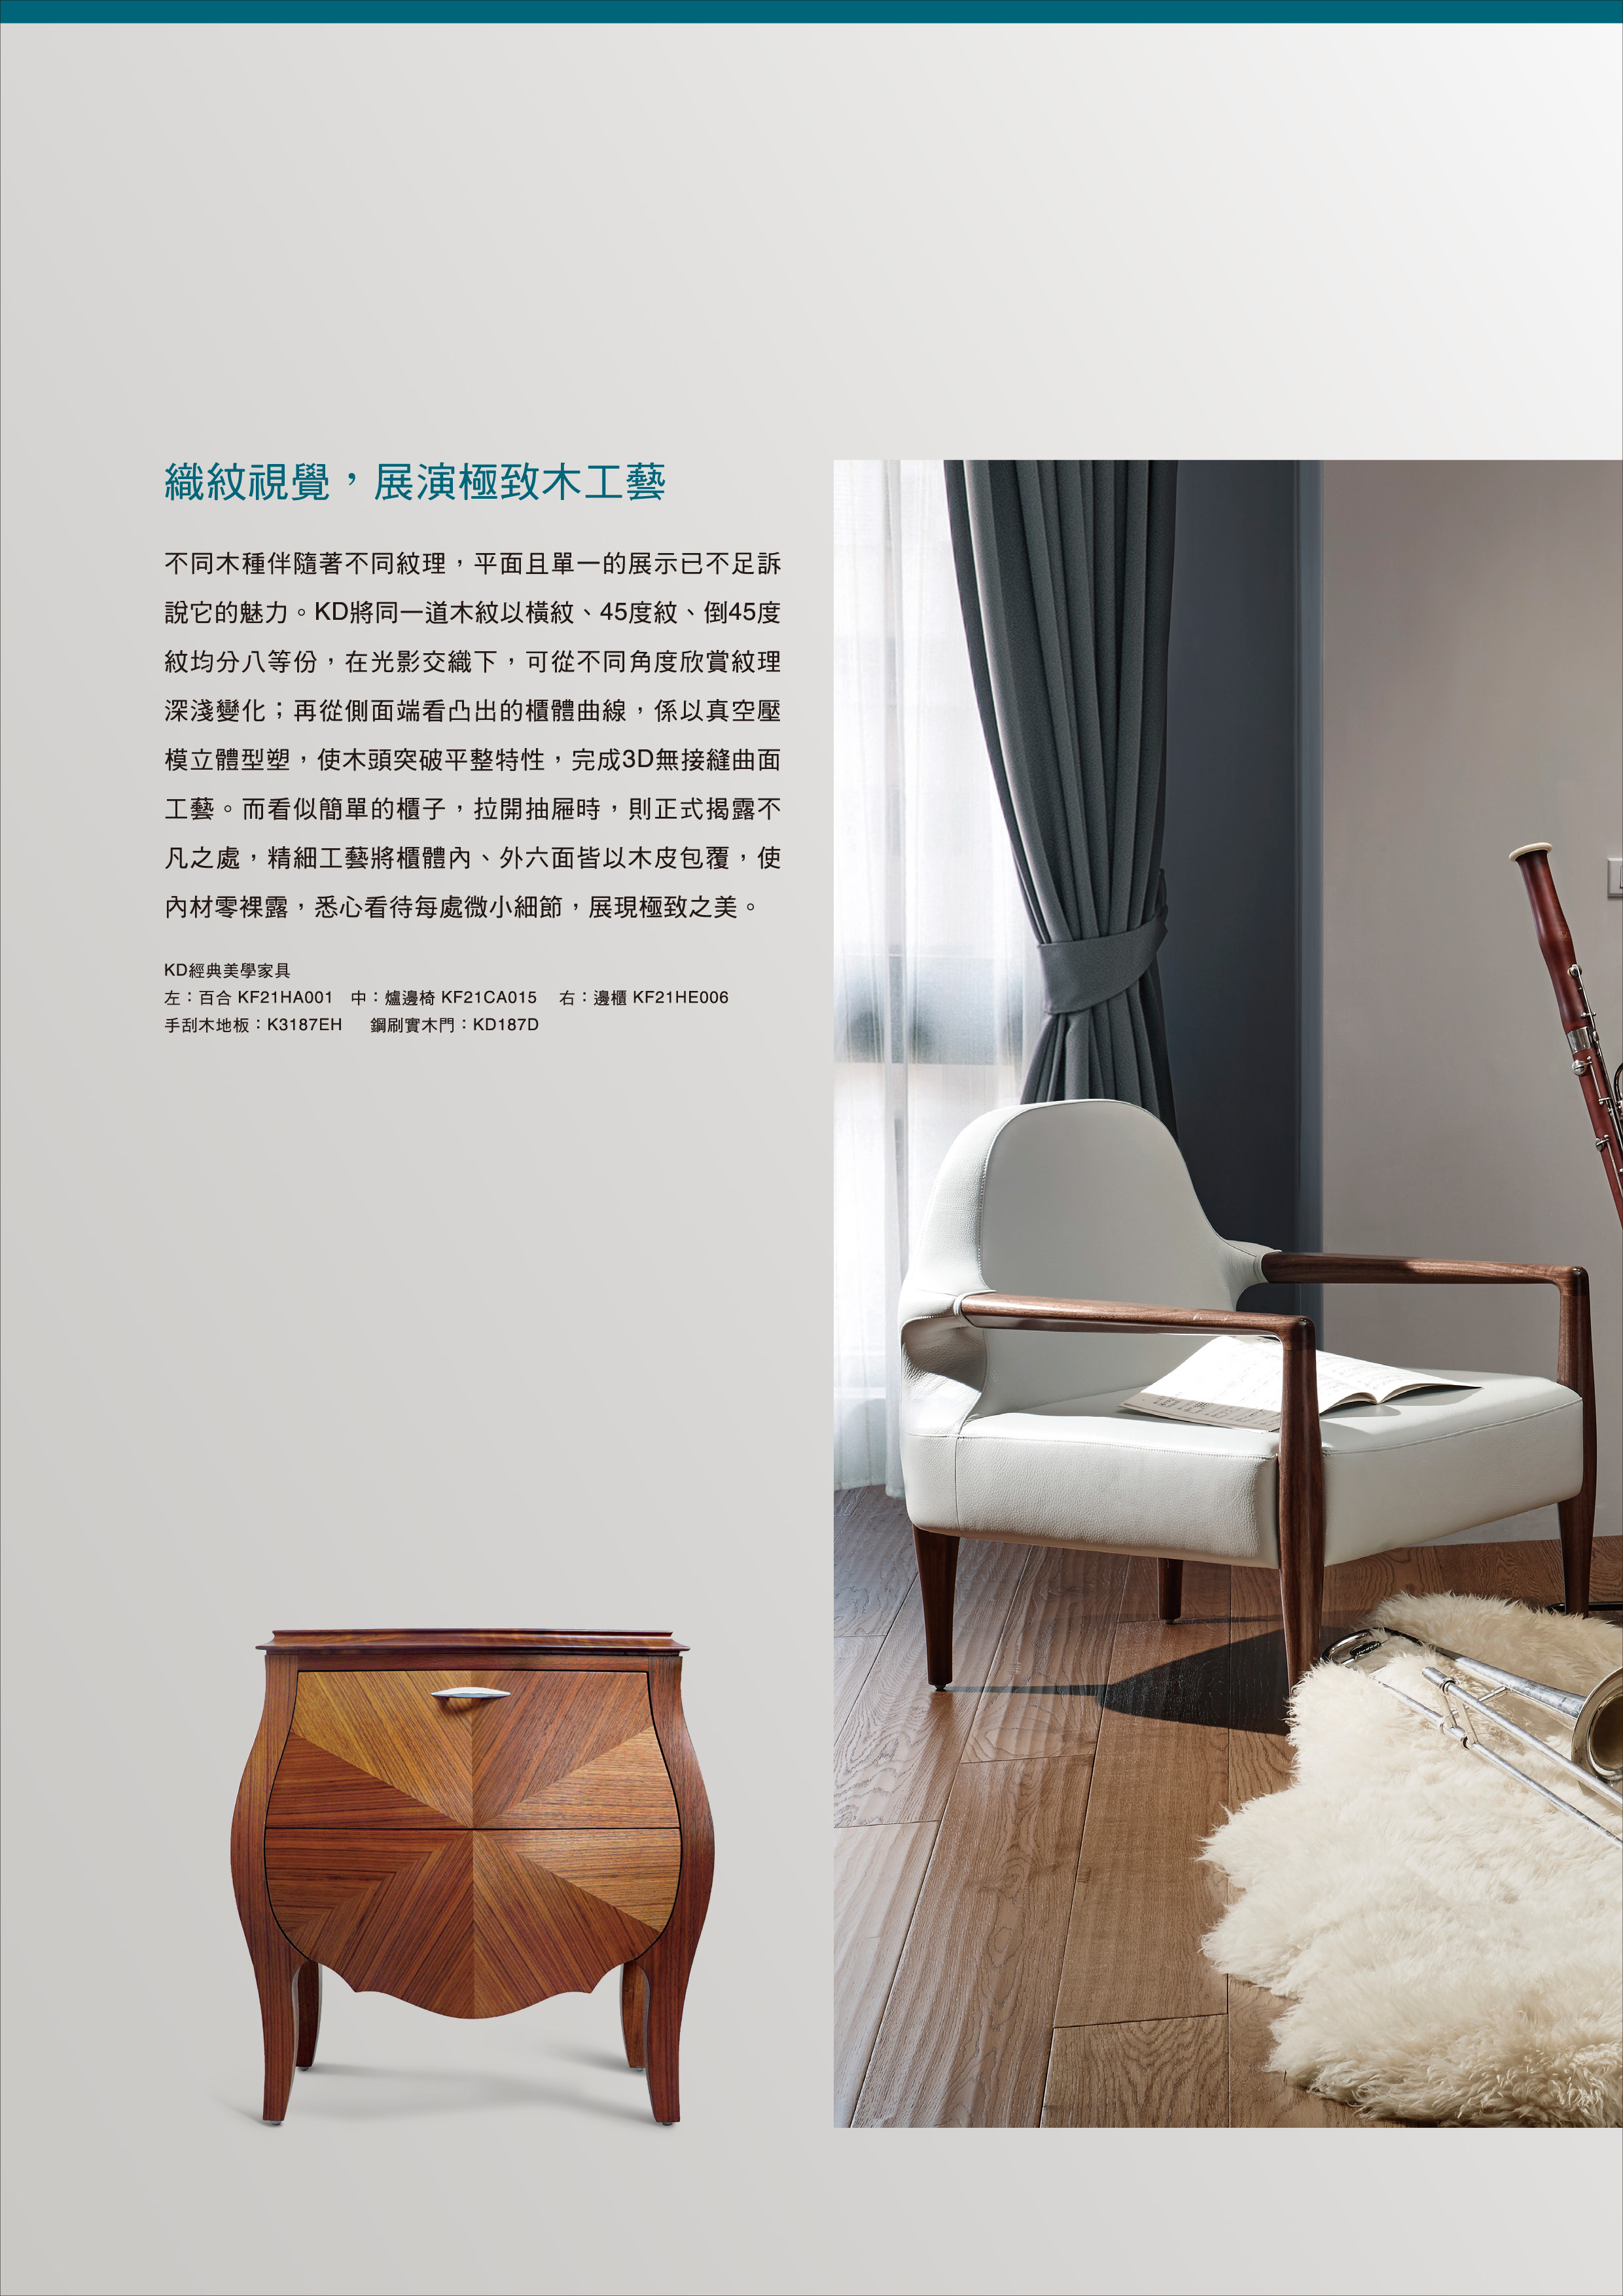 織紋視覺，展演極致木工藝
不同木種伴隨著不同紋理，平面且單一的展示已不足訴
說它的魅力。KD將同一道木紋以橫紋、45度紋、倒45度
紋均分八等份，在光影交織下，可從不同角度欣賞紋理
深淺變化；再從側面端看凸出的櫃體曲線，係以真空壓
模立體型塑，使木頭突破平整特性，完成3D無接縫曲面
工藝。而看似簡單的櫃子，拉開抽屜時，則正式揭露不
凡之處，精細工藝將櫃體內、外六面皆以木皮包覆，使
內材零裸露，悉心看待每處微小細節，展現極致之美。
KD經典美學家具
左：百合 KF21HA001 中：爐邊椅 KF21CA015 右：邊櫃 KF21HE006
手刮木地板：K3187EH 鋼刷實木門：KD187D